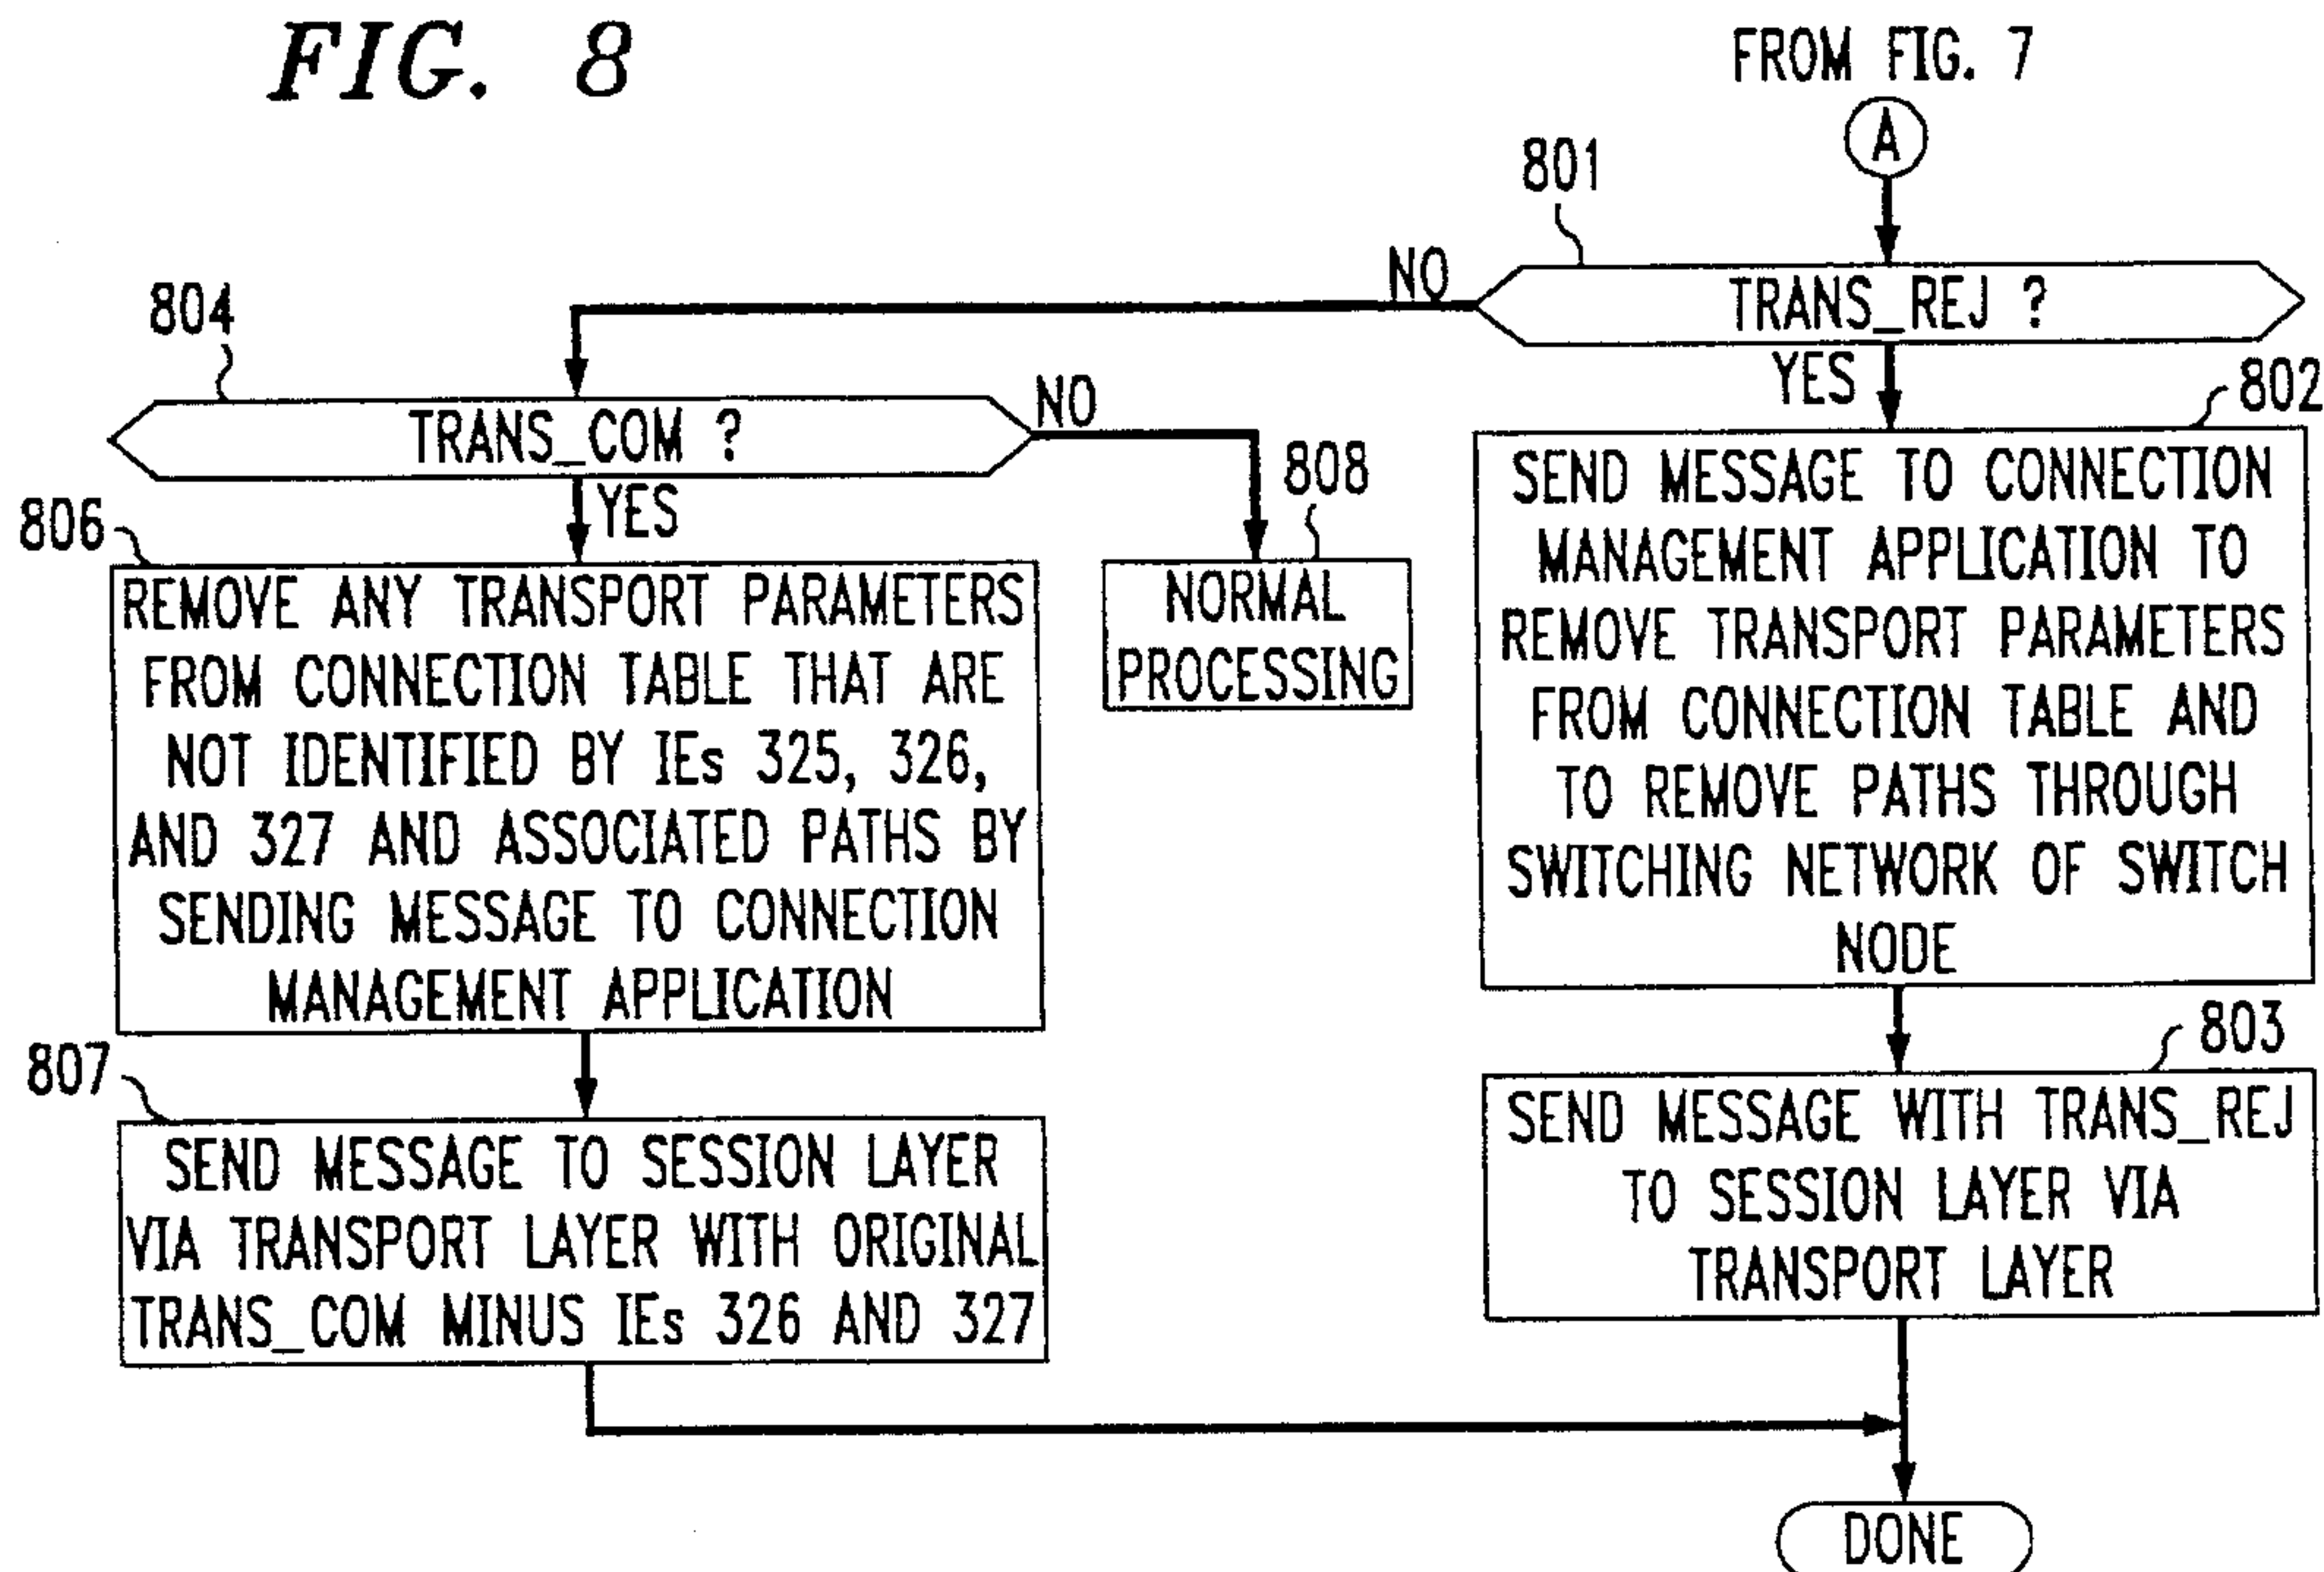 FIG. 8
FROM FIG. 7
A
801
TRANS_REJ ?
NO
YES
804
TRANS_COM ?
NO
YES
802
SEND MESSAGE TO CONNECTION
MANAGEMENT APPLICATION TO
REMOVE TRANSPORT PARAMETERS
FROM CONNECTION TABLE AND
TO REMOVE PATHS THROUGH
SWITCHING NETWORK OF SWITCH
NODE
808
NORMAL
PROCESSING
806
REMOVE ANY TRANSPORT PARAMETERS
FROM CONNECTION TABLE THAT ARE
NOT IDENTIFIED BY IEs 325, 326,
AND 327 AND ASSOCIATED PATHS BY
SENDING MESSAGE TO CONNECTION
MANAGEMENT APPLICATION
803
SEND MESSAGE WITH TRANS_REJ
TO SESSION LAYER VIA
TRANSPORT LAYER
807
SEND MESSAGE TO SESSION LAYER
VIA TRANSPORT LAYER WITH ORIGINAL
TRANS_COM MINUS IEs 326 AND 327
DONE